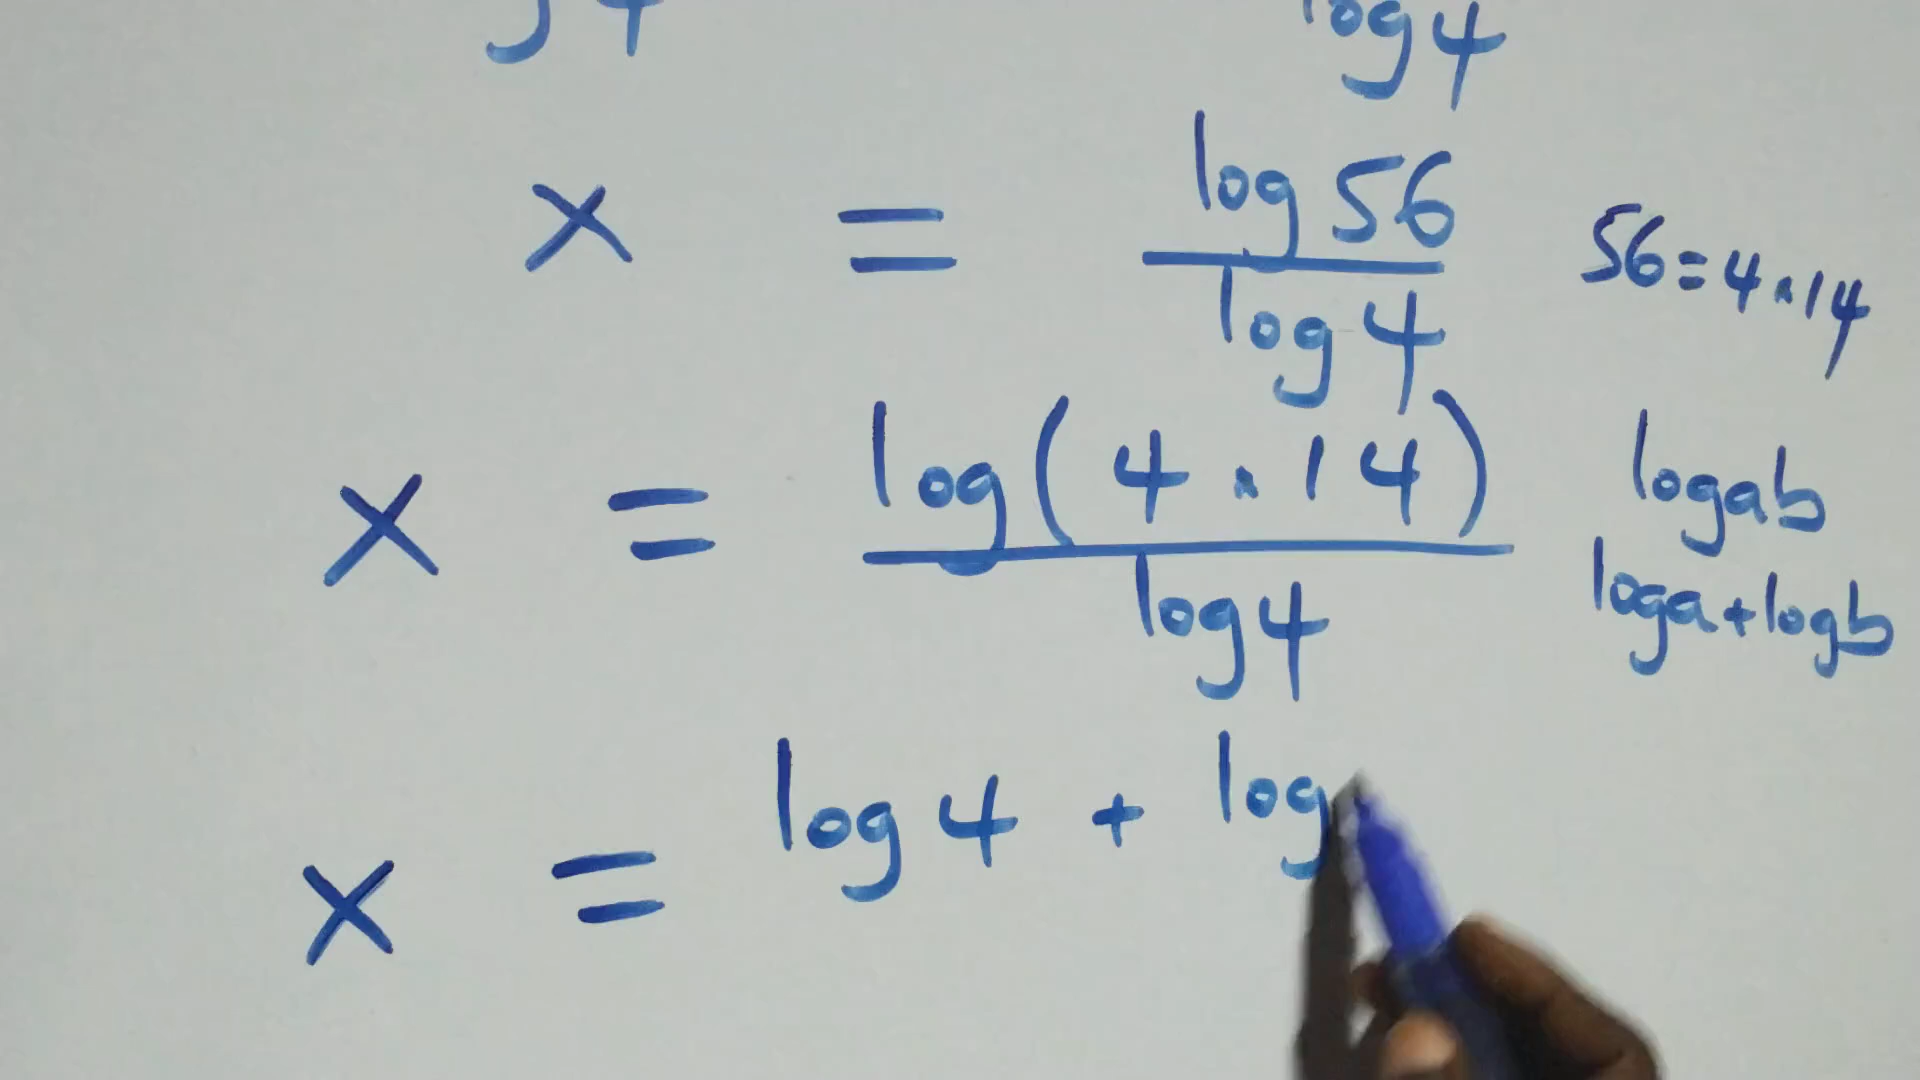 log 4
x = log 56 / log 4
56 = 4 · 14
x = log(4 · 14) / log 4
log ab
log a + log b
x = log 4 + log